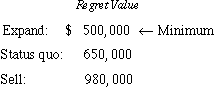 Regret Value
Expand: $ 500,000 ← Minimum
Status quo: 650,000
Sell: 980,000